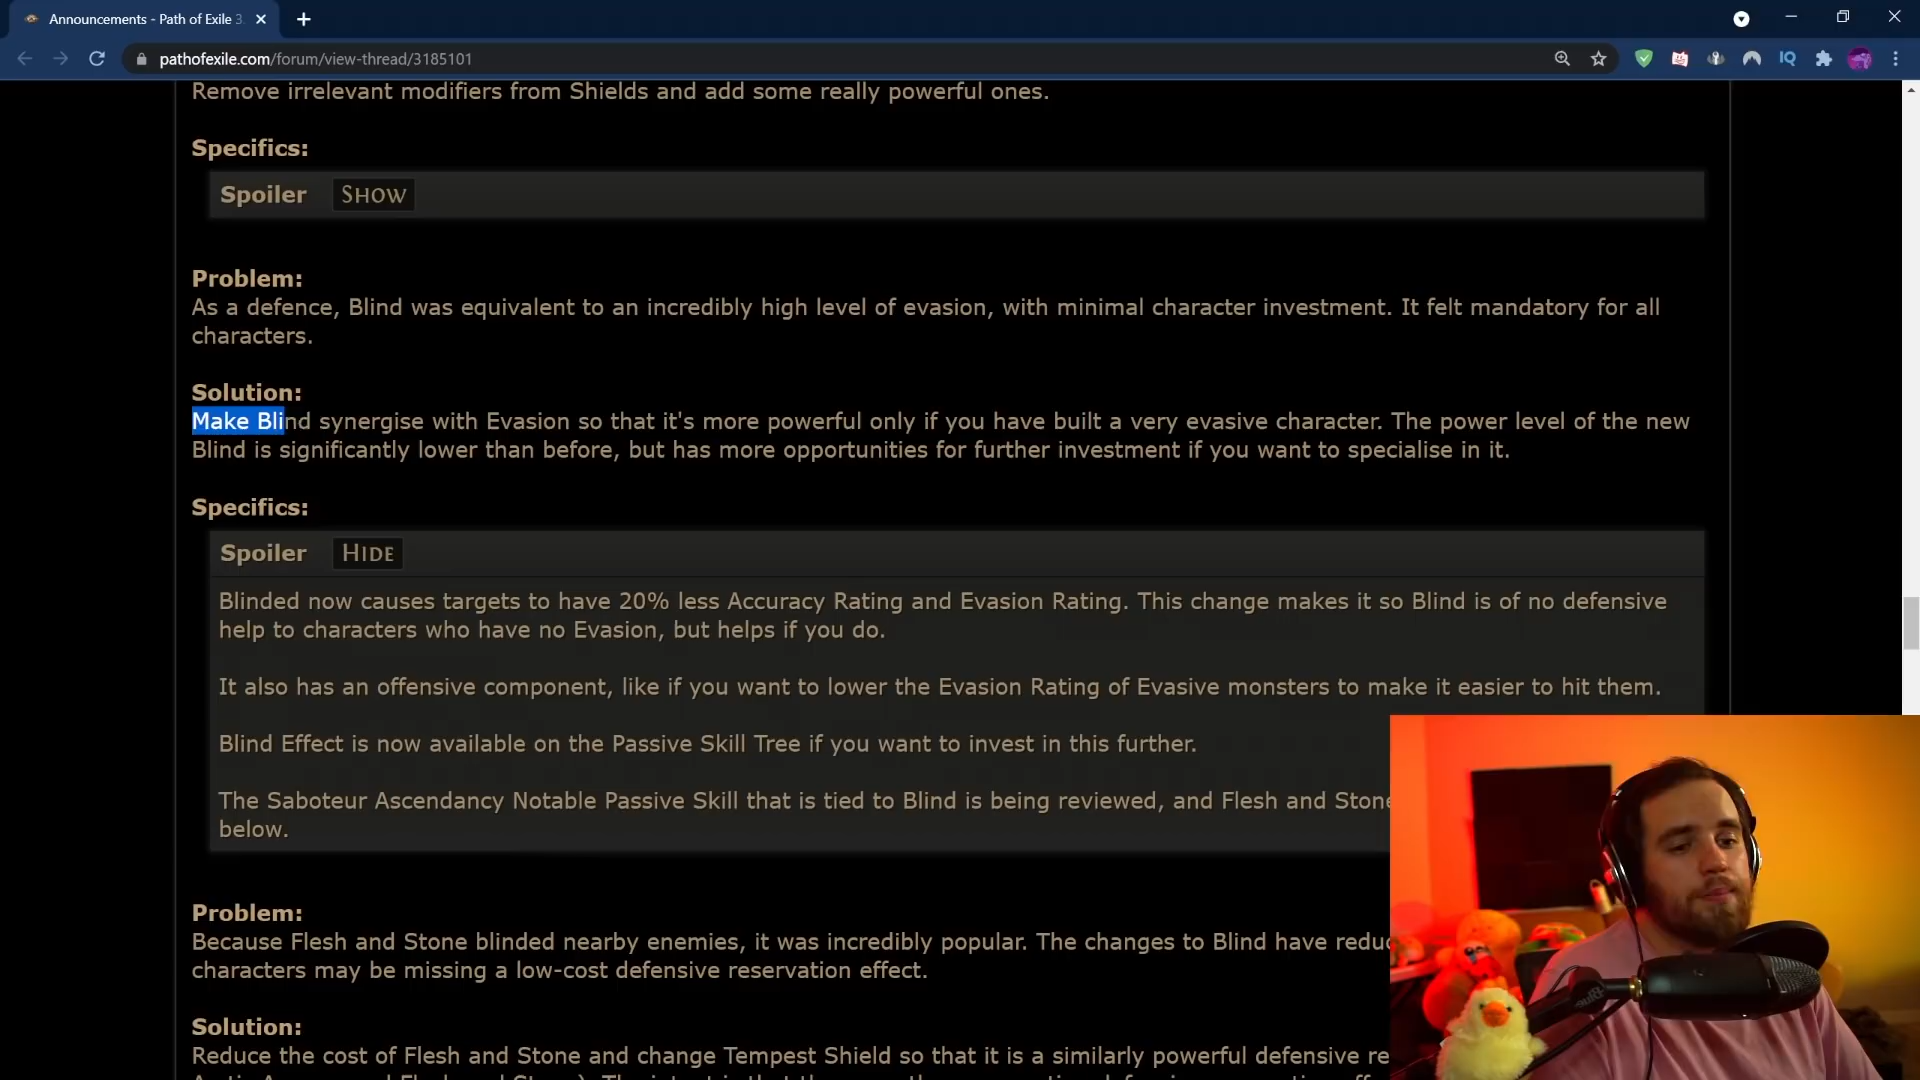 Announcements - Path of Exile 3
pathofexile.com/forum/view-thread/3185101
IQ
Remove irrelevant modifiers from Shields and add some really powerful ones.
Specifics:
Spoiler SHOW
Problem:
As a defence, Blind was equivalent to an incredibly high level of evasion, with minimal character investment. It felt mandatory for all
characters.
Solution:
Make Blind synergise with Evasion so that it's more powerful only if you have built a very evasive character. The power level of the new
Blind is significantly lower than before, but has more opportunities for further investment if you want to specialise in it.
Specifics:
Spoiler HIDE
Blinded now causes targets to have 20% less Accuracy Rating and Evasion Rating. This change makes it so Blind is of no defensive
help to characters who have no Evasion, but helps if you do.
It also has an offensive component, like if you want to lower the Evasion Rating of Evasive monsters to make it easier to hit them.
Blind Effect is now available on the Passive Skill Tree if you want to invest in this further.
The Saboteur Ascendancy Notable Passive Skill that is tied to Blind is being reviewed, and Flesh and Stone
below.
Problem:
Because Flesh and Stone blinded nearby enemies, it was incredibly popular. The changes to Blind have reduc
characters may be missing a low-cost defensive reservation effect.
Solution:
Reduce the cost of Flesh and Stone and change Tempest Shield so that it is a similarly powerful defensive re